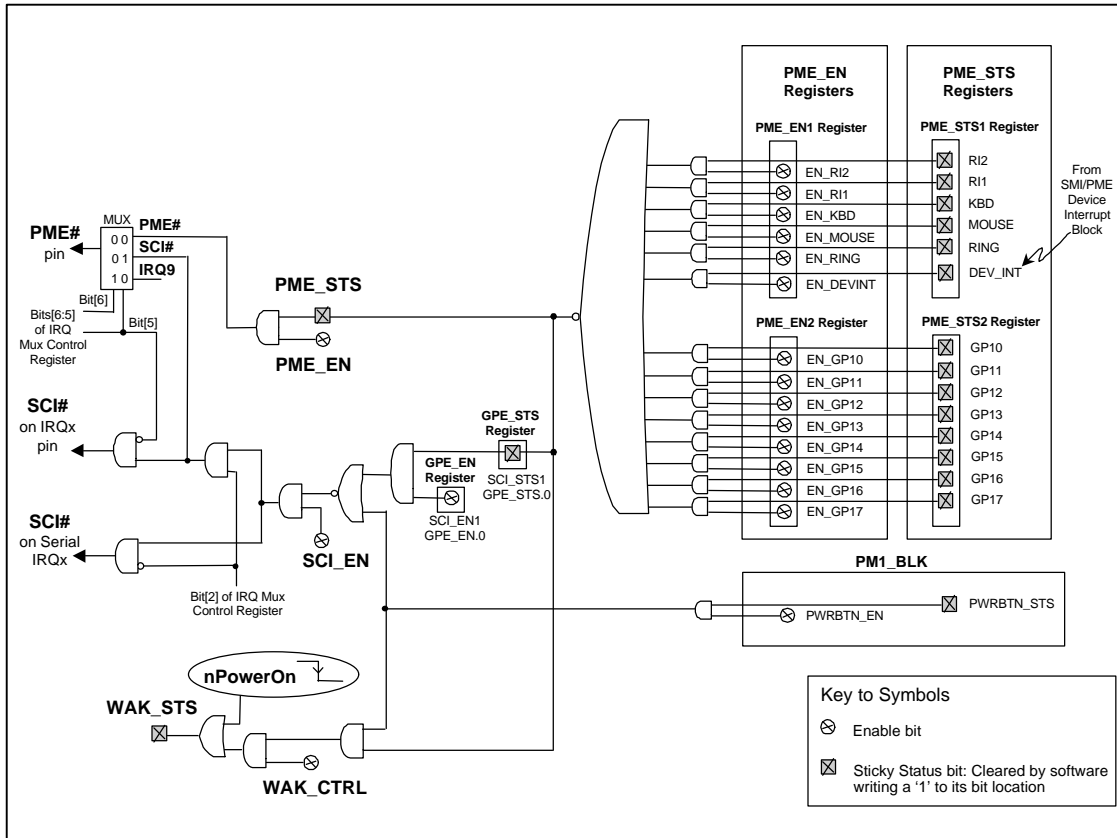 PME_EN
Registers
PME_STS
Registers
PME_EN1 Register
PME_STS1 Register
RI2
EN_RI2
RI1
EN_RI1
KBD
EN_KBD
MOUSE
EN_MOUSE
RING
EN_RING
DEV_INT
EN_DEVINT
From
SMI/PME
Device
Interrupt
Block
PME_EN2 Register
PME_STS2 Register
GP10
EN_GP10
GP11
EN_GP11
GP12
EN_GP12
GP13
EN_GP13
GP14
EN_GP14
GP15
EN_GP15
GP16
EN_GP16
GP17
EN_GP17
MUX
PME#
pin
0 0
0 1
1 0
PME#
SCI#
IRQ9
Bit[6]
Bits[6:5]
of IRQ
Mux Control
Register
Bit[5]
PME_STS
PME_EN
SCI#
on IRQx
pin
GPE_STS
Register
SCI_STS1
GPE_STS.0
GPE_EN
Register
SCI_EN1
GPE_EN.0
SCI_EN
SCI#
on Serial
IRQx
Bit[2] of IRQ Mux
Control Register
PM1_BLK
PWRBTN_STS
PWRBTN_EN
nPowerOn
WAK_STS
WAK_CTRL
Key to Symbols
Enable bit
Sticky Status bit: Cleared by software
writing a ‘1’ to its bit location